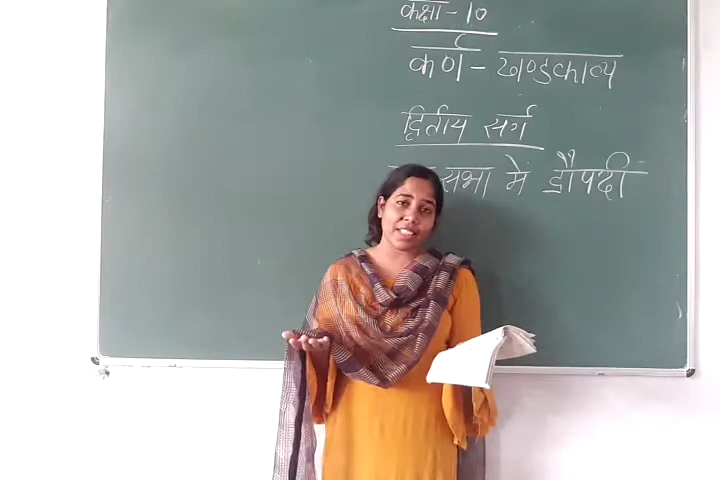 कक्षा - 10
कर्ण - खण्डकाव्य
द्वितीय सर्ग
सभा में द्रौपदी